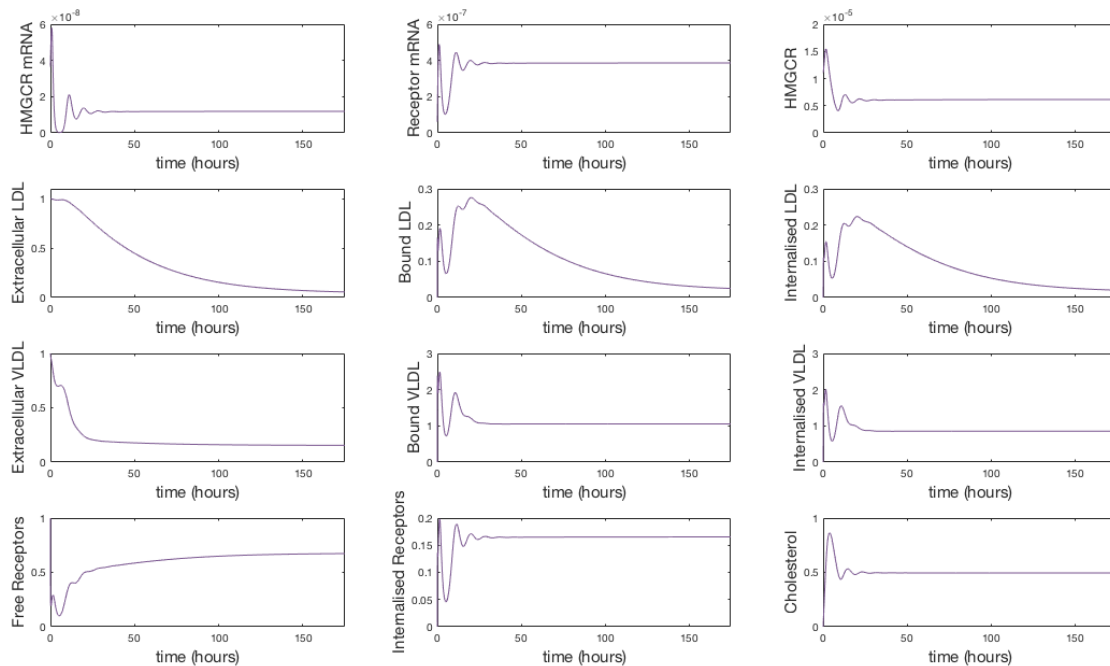 ×10⁻⁸
HMGCR mRNA
6
4
2
0
0 50 100 150
time (hours)
×10⁻⁷
Receptor mRNA
6
4
2
0
0 50 100 150
time (hours)
×10⁻⁵
HMGCR
2
1.5
1
0.5
0
0 50 100 150
time (hours)
Extracellular LDL
1
0.5
0
0 50 100 150
time (hours)
Bound LDL
0.3
0.2
0.1
0
0 50 100 150
time (hours)
Internalised LDL
0.3
0.2
0.1
0
0 50 100 150
time (hours)
Extracellular VLDL
1
0.5
0
0 50 100 150
time (hours)
Bound VLDL
3
2
1
0
0 50 100 150
time (hours)
Internalised VLDL
3
2
1
0
0 50 100 150
time (hours)
Free Receptors
1
0.5
0
0 50 100 150
time (hours)
Internalised Receptors
0.2
0.15
0.1
0.05
0
0 50 100 150
time (hours)
Cholesterol
1
0.5
0
0 50 100 150
time (hours)